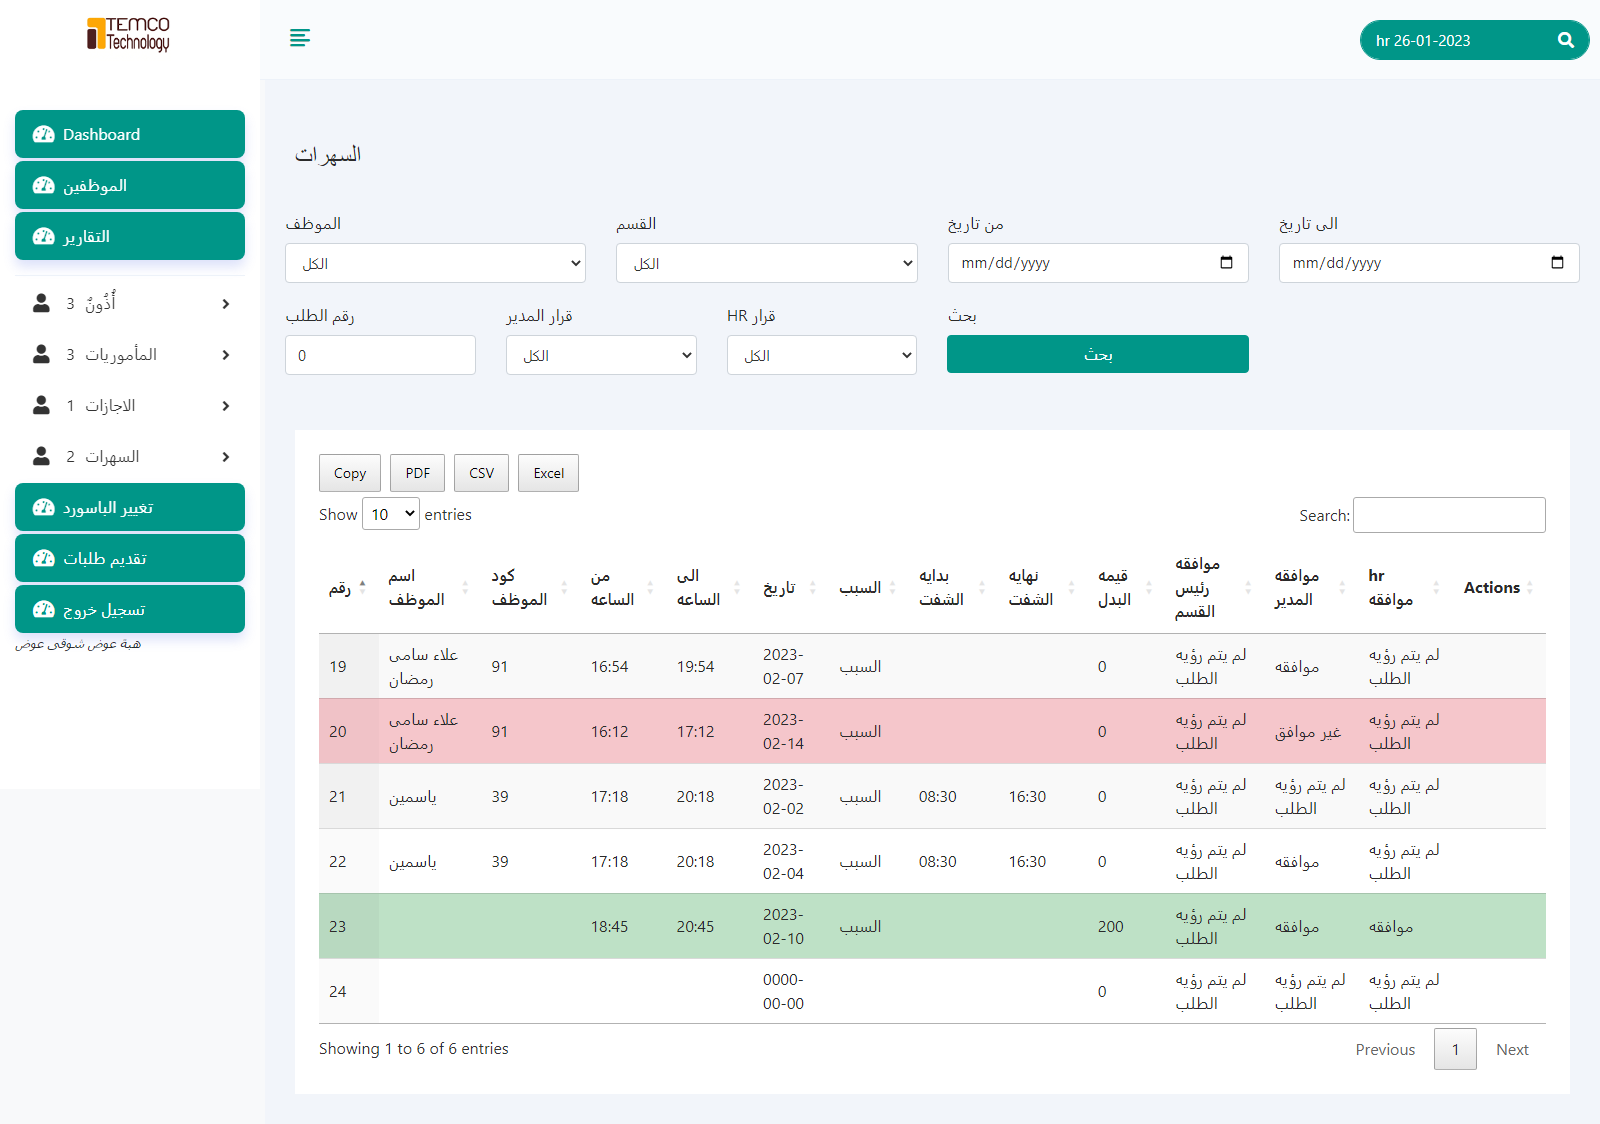 TEMCO
Technology
hr 26-01-2023
Dashboard
الموظفين
التقارير
أُذُونٌ 3
المأموريات 3
الاجازات 1
السهرات 2
تغيير الباسورد
تقديم طلبات
تسجيل خروج
هبة عوض شوقى عوض
السهرات
الموظف
القسم
من تاريخ
الى تاريخ
الكل
الكل
mm/dd/yyyy
mm/dd/yyyy
رقم الطلب
قرار المدير
قرار HR
بحث
0
الكل
الكل
بحث
Copy
PDF
CSV
Excel
Show 10 entries
Search:
رقم
اسم الموظف
كود الموظف
من الساعه
الى الساعه
تاريخ
السبب
بدايه الشفت
نهايه الشفت
قيمه البدل
موافقه رئيس القسم
موافقه المدير
hr موافقه
Actions
19 علاء سامى رمضان 91 16:54 19:54 2023-02-07 السبب 0 لم يتم رؤيه الطلب موافقه لم يتم رؤيه الطلب
20 علاء سامى رمضان 91 16:12 17:12 2023-02-14 السبب 0 لم يتم رؤيه الطلب غير موافق لم يتم رؤيه الطلب
21 ياسمين 39 17:18 20:18 2023-02-02 السبب 08:30 16:30 0 لم يتم رؤيه الطلب لم يتم رؤيه الطلب لم يتم رؤيه الطلب
22 ياسمين 39 17:18 20:18 2023-02-04 السبب 08:30 16:30 0 لم يتم رؤيه الطلب موافقه لم يتم رؤيه الطلب
23 18:45 20:45 2023-02-10 السبب 200 لم يتم رؤيه الطلب موافقه موافقه
24 0000-00-00 0 لم يتم رؤيه الطلب لم يتم رؤيه الطلب لم يتم رؤيه الطلب
Showing 1 to 6 of 6 entries
Previous 1 Next